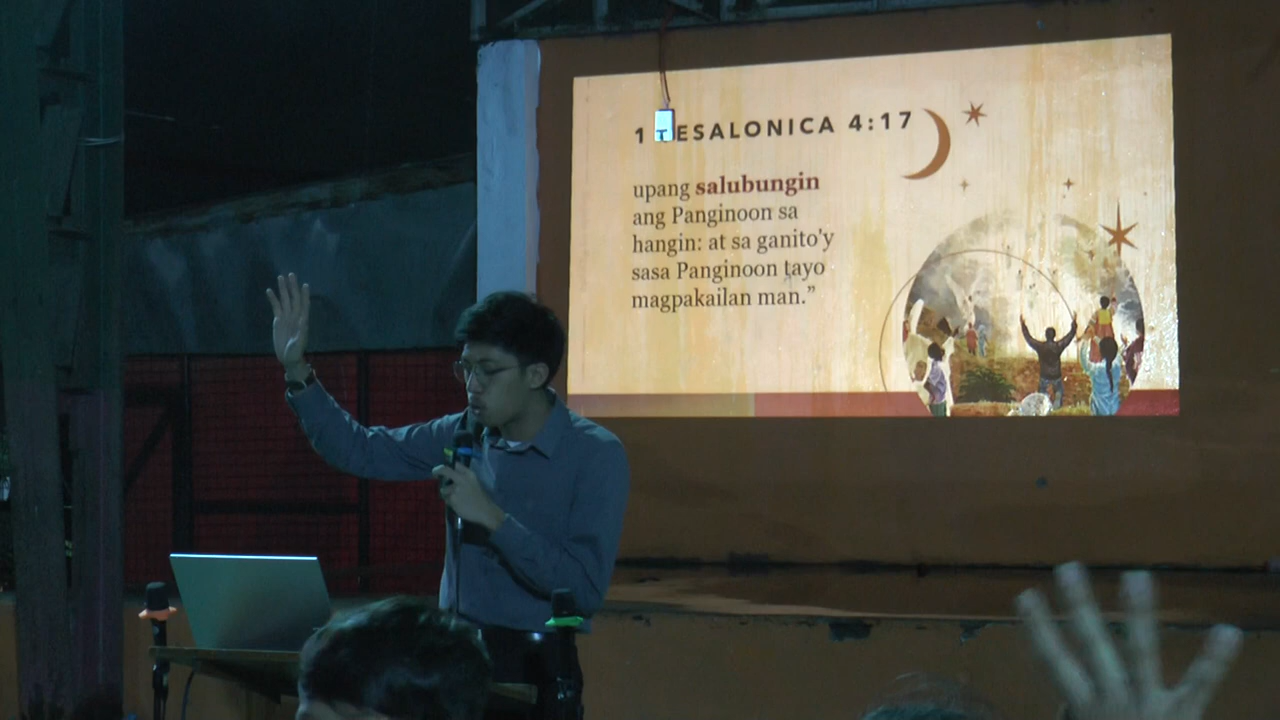 1 TESALONICA 4:17
upang salubungin
ang Panginoon sa
hangin: at sa ganito'y
sasa Panginoon tayo
magpakailan man.”